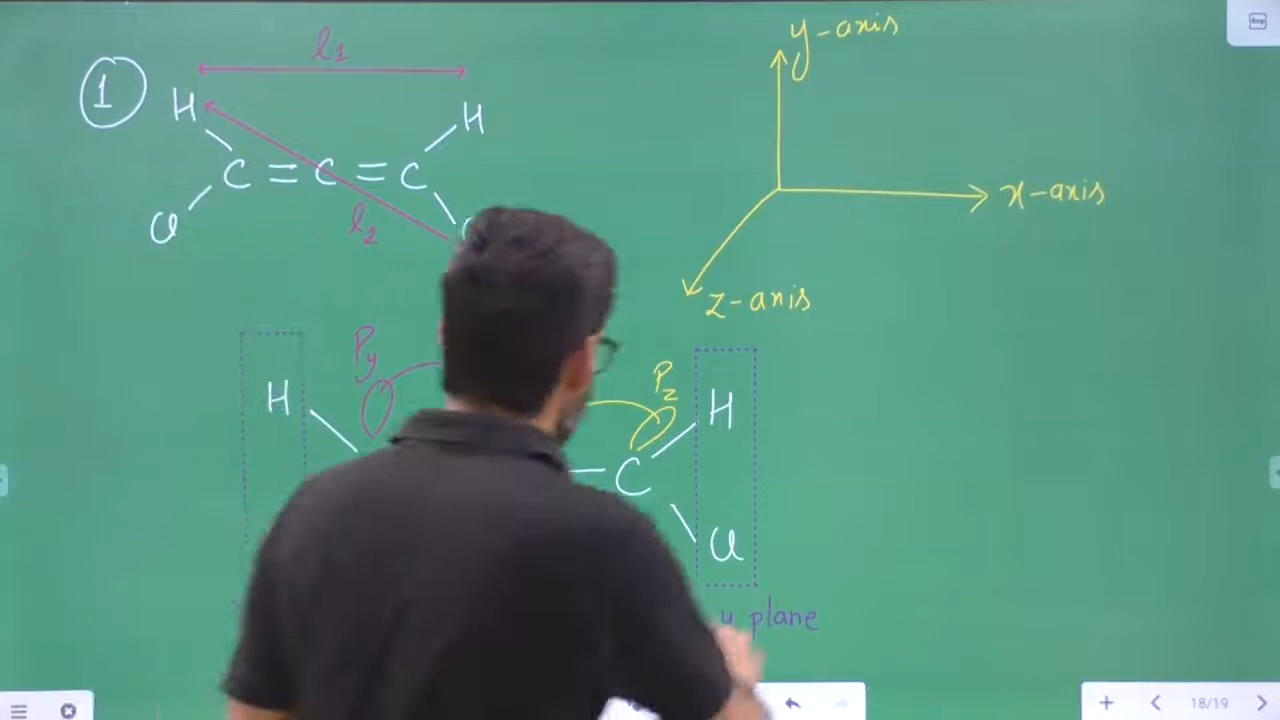 y-axis
l1
1
H
H
C = C = C
x-axis
Cl
l2
z-axis
Py
Pz
H
H
C
Cl
y plane
18/19